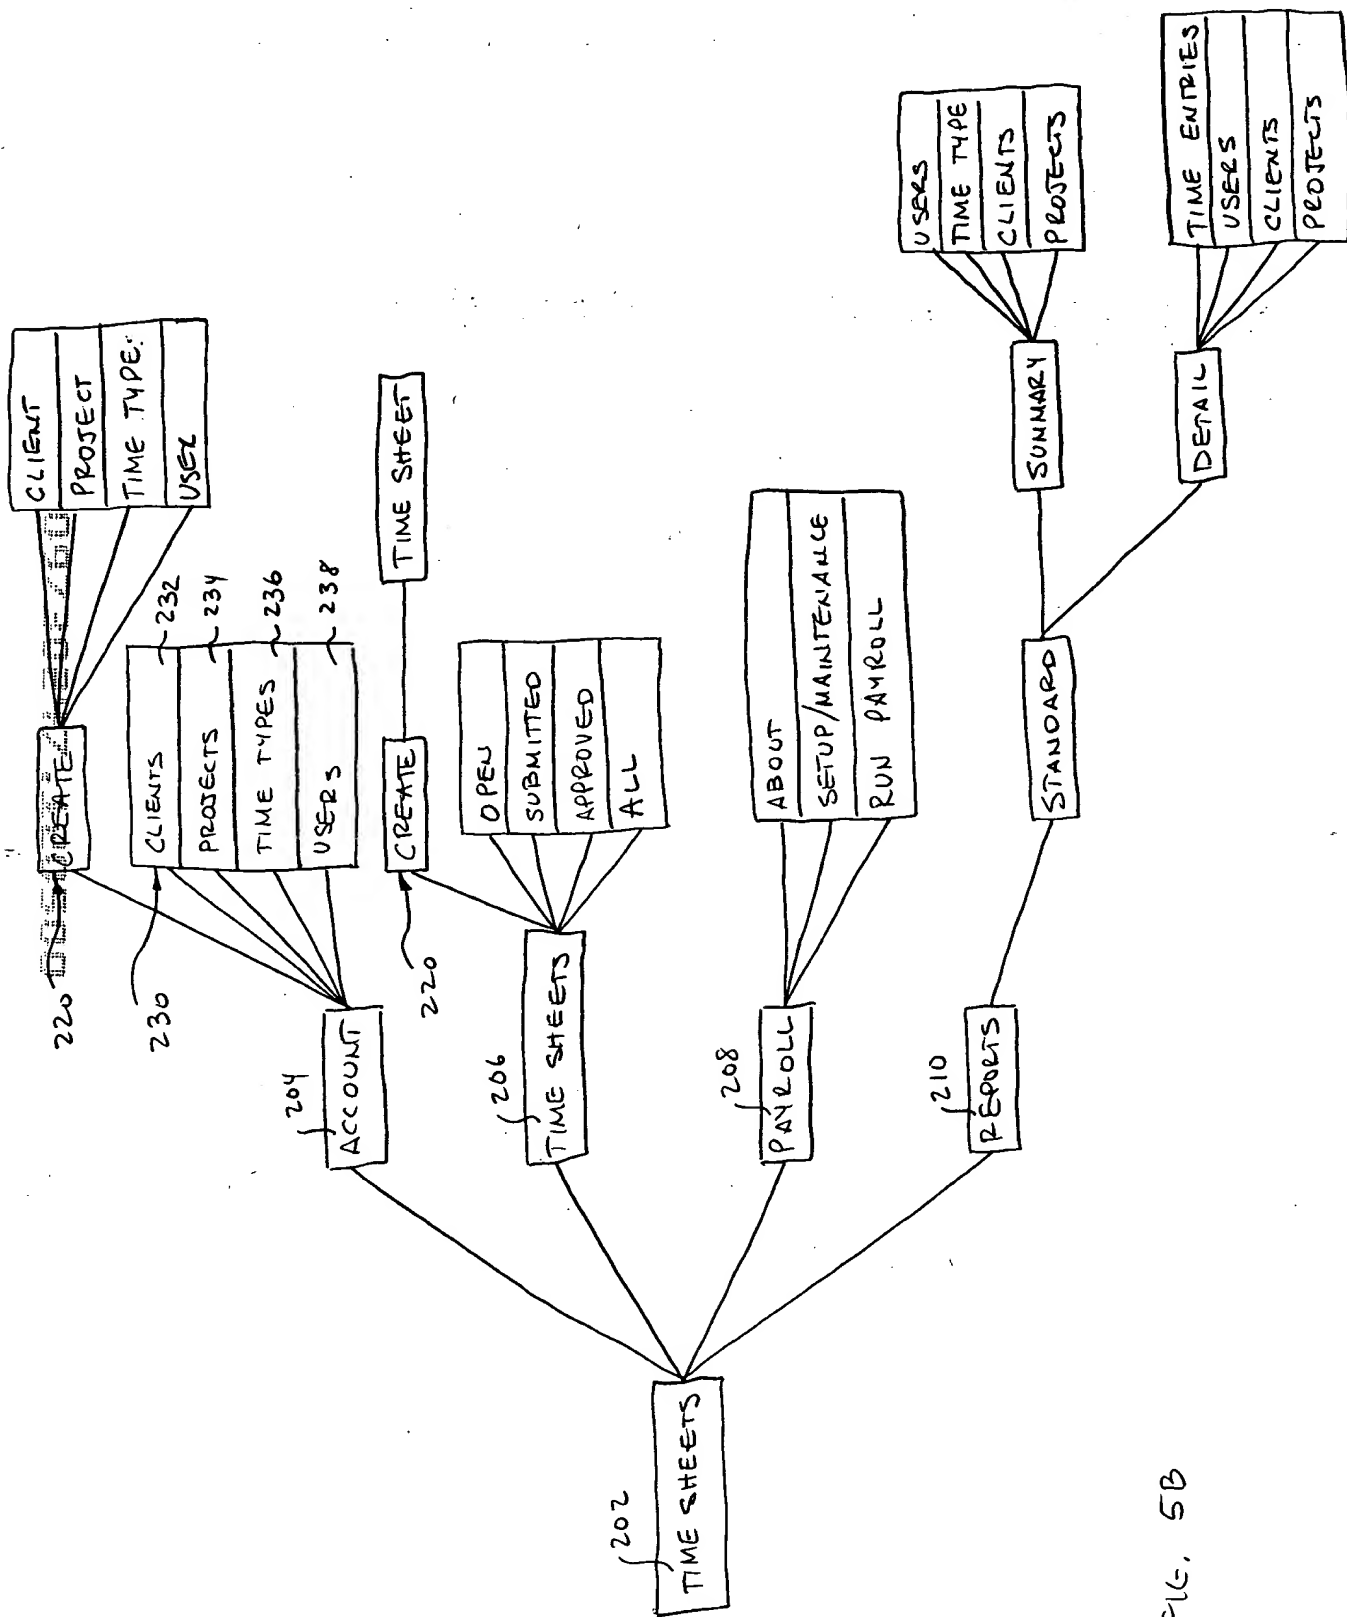 220
CREATE
CLIENT
PROJECT
TIME TYPE
USER
230
CLIENTS
232
PROJECTS
234
TIME TYPES
236
USERS
238
204
ACCOUNT
220
CREATE
TIME SHEET
206
TIME SHEETS
OPEN
SUBMITTED
APPROVED
ALL
202
TIME SHEETS
208
PAYROLL
ABOUT
SETUP/MAINTENANCE
RUN PAYROLL
210
REPORTS
STANDARD
SUMMARY
USERS
TIME TYPE
CLIENTS
PROJECTS
DETAIL
TIME ENTRIES
USERS
CLIENTS
PROJECTS
FIG. 5B